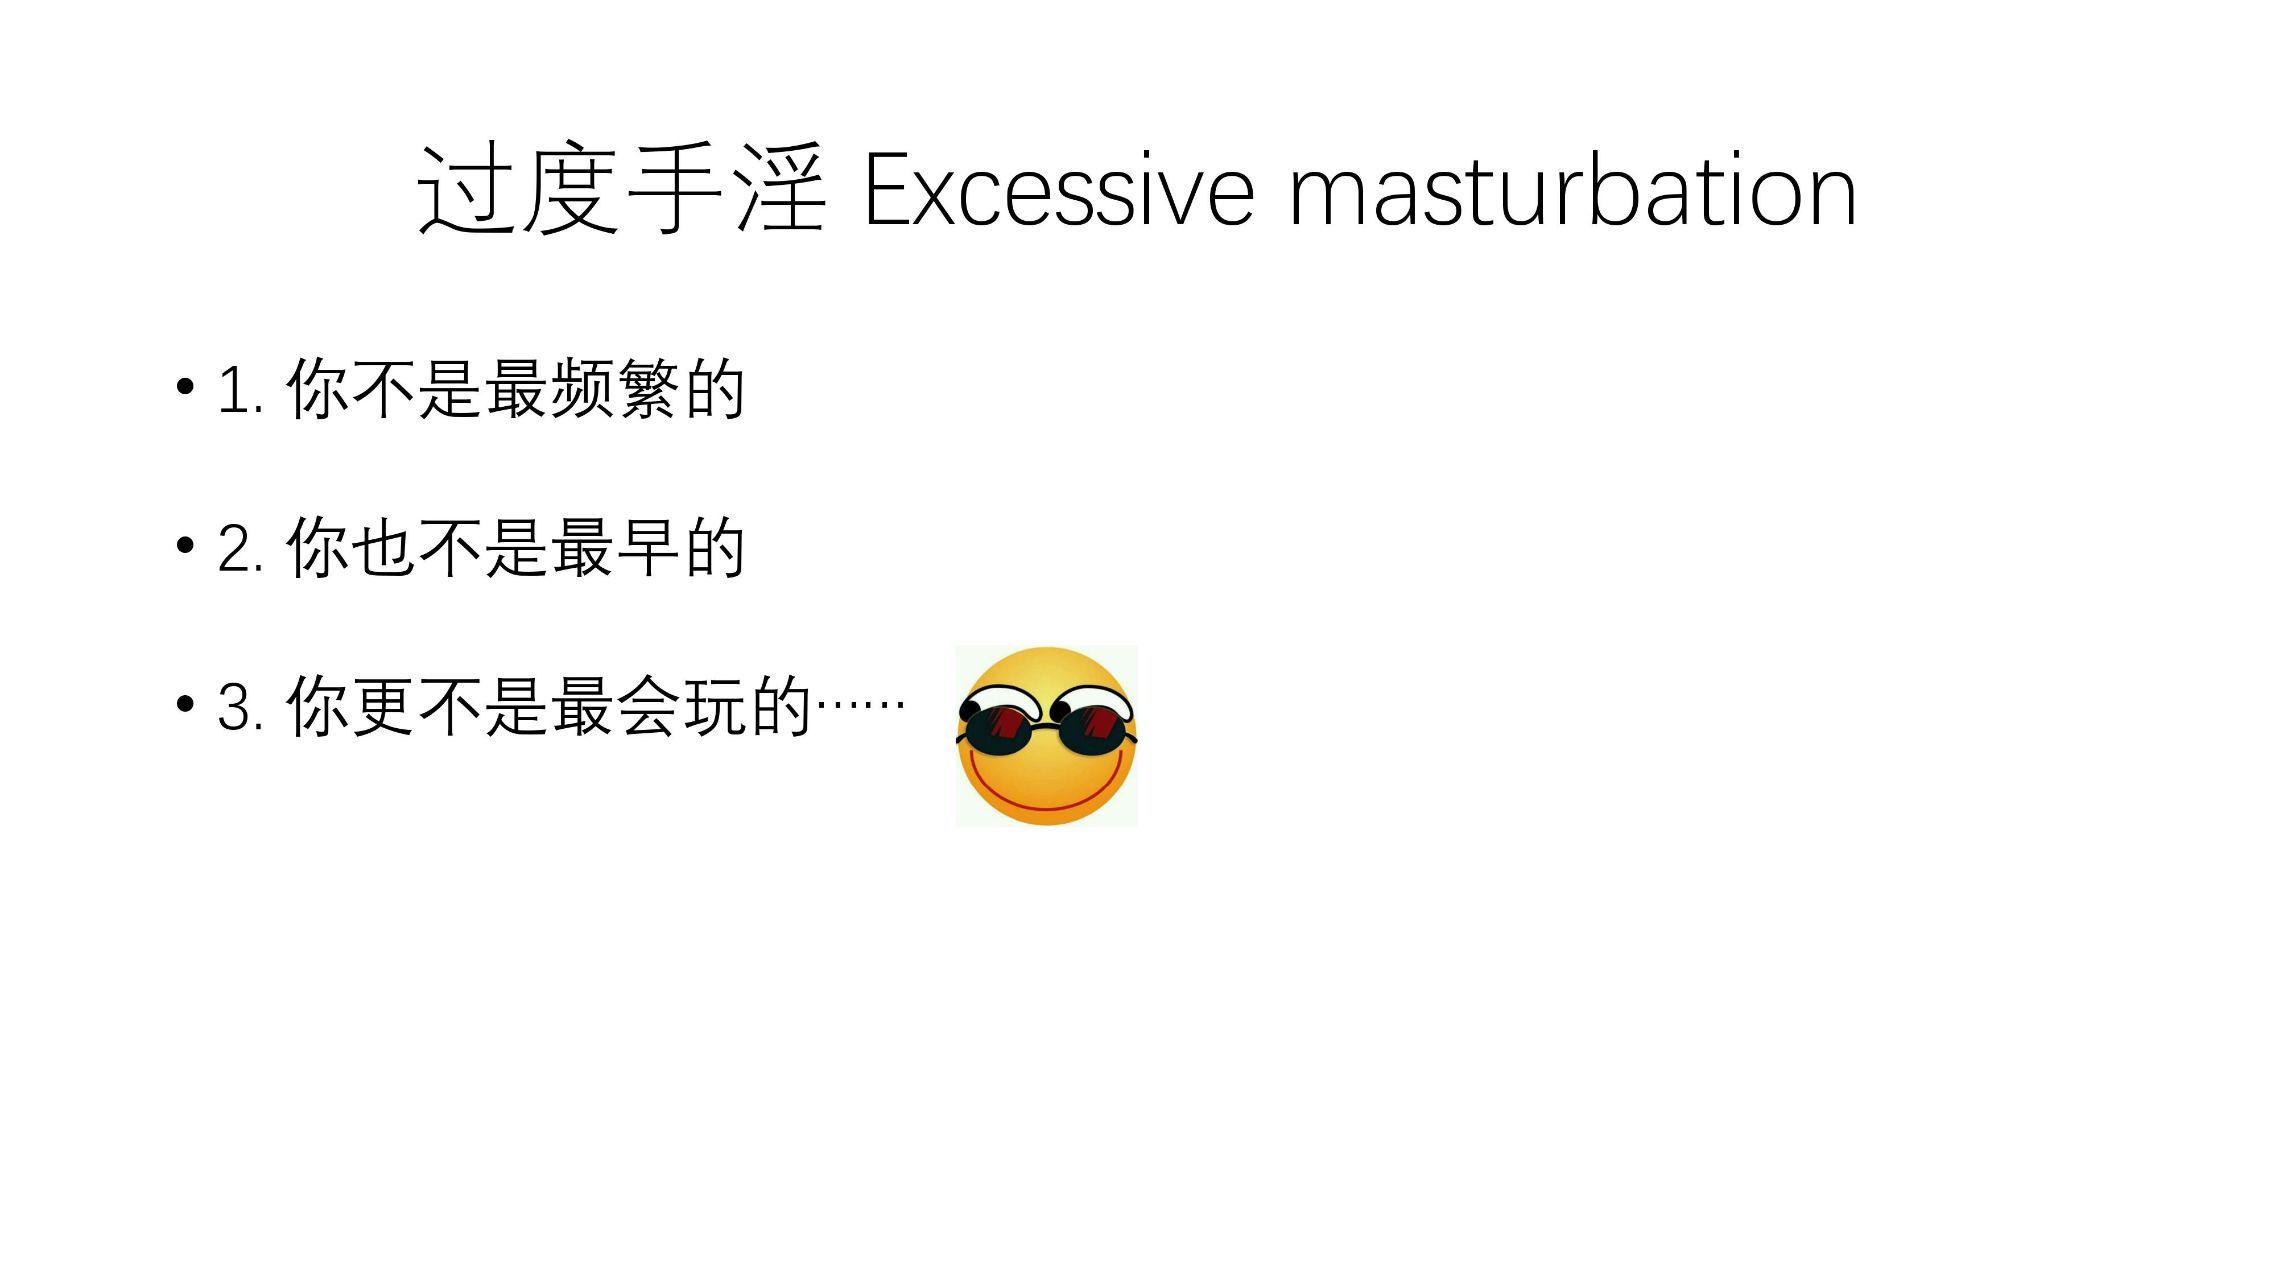 过度手淫 Excessive masturbation
• 1. 你不是最频繁的
• 2. 你也不是最早的
• 3. 你更不是最会玩的……